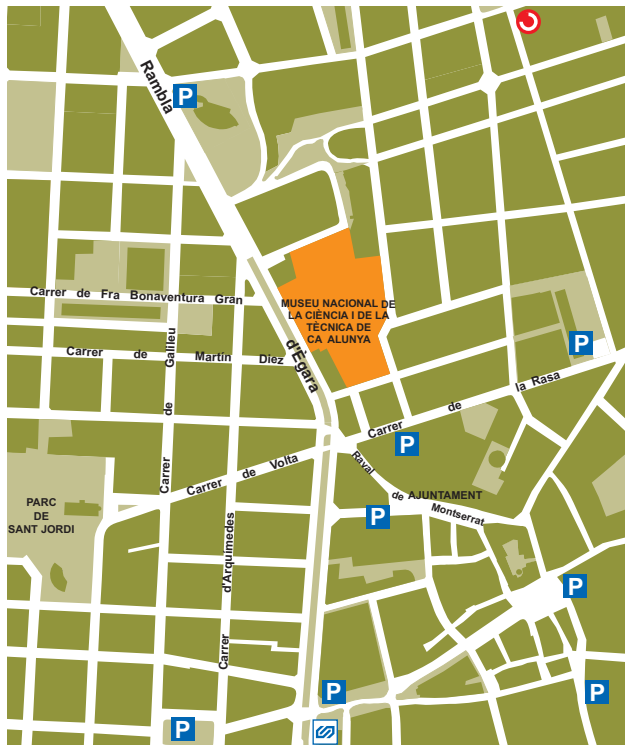 P
Rambla
Carrer de Fra Bonaventura Gran
MUSEU NACIONAL DE
LA CIÈNCIA I DE LA
TÈCNICA DE
CA ALUNYA
P
Carrer de Martin Diez
d'Ègara
Carrer de Galileu
Carrer de la Rasa
P
Carrer de Volta
Raval de Montserrat
AJUNTAMENT
PARC
DE
SANT JORDI
P
Carrer d'Arquimedes
P
P
P
P